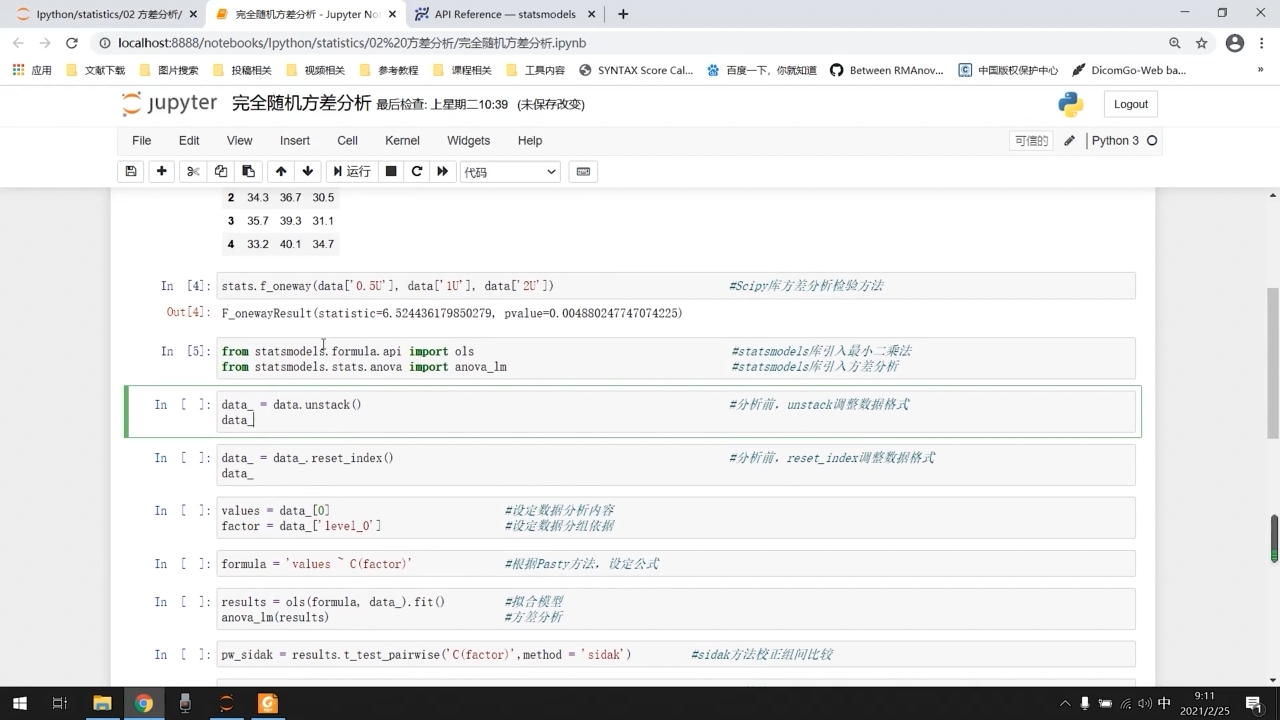 Ipython/statistics/02 方差分析/
完全随机方差分析 - Jupyter No
API Reference — statsmodels
localhost:8888/notebooks/Ipython/statistics/02%20方差分析/完全随机方差分析.ipynb
应用 文献下载 图片搜索 投稿相关 视频相关 参考教程 课程相关 工具内容 SYNTAX Score Cal... 百度一下，你就知道 Between RMAnov... 中国版权保护中心 DicomGo-Web ba... »
jupyter 完全随机方差分析 最后检查: 上星期二10:39 (未保存改变) Logout
File Edit View Insert Cell Kernel Widgets Help 可信的 Python 3
运行 代码
2 34.3 36.7 30.5
3 35.7 39.3 31.1
4 33.2 40.1 34.7
In [4]: stats.f_oneway(data['0.5U'], data['1U'], data['2U']) #Scipy库方差分析检验方法
Out[4]: F_onewayResult(statistic=6.524436179850279, pvalue=0.004880247747074225)
In [5]: from statsmodels.formula.api import ols #statsmodels库引入最小二乘法
from statsmodels.stats.anova import anova_lm #statsmodels库引入方差分析
In [ ]: data_ = data.unstack() #分析前，unstack调整数据格式
data_
In [ ]: data_ = data_.reset_index() #分析前，reset_index调整数据格式
data_
In [ ]: values = data_[0] #设定数据分析内容
factor = data_['level_0'] #设定数据分组依据
In [ ]: formula = 'values ~ C(factor)' #根据Pasty方法，设定公式
In [ ]: results = ols(formula, data_).fit() #拟合模型
anova_lm(results) #方差分析
In [ ]: pw_sidak = results.t_test_pairwise('C(factor)',method = 'sidak') #sidak方法校正组间比较
中 9:11
2021/2/25